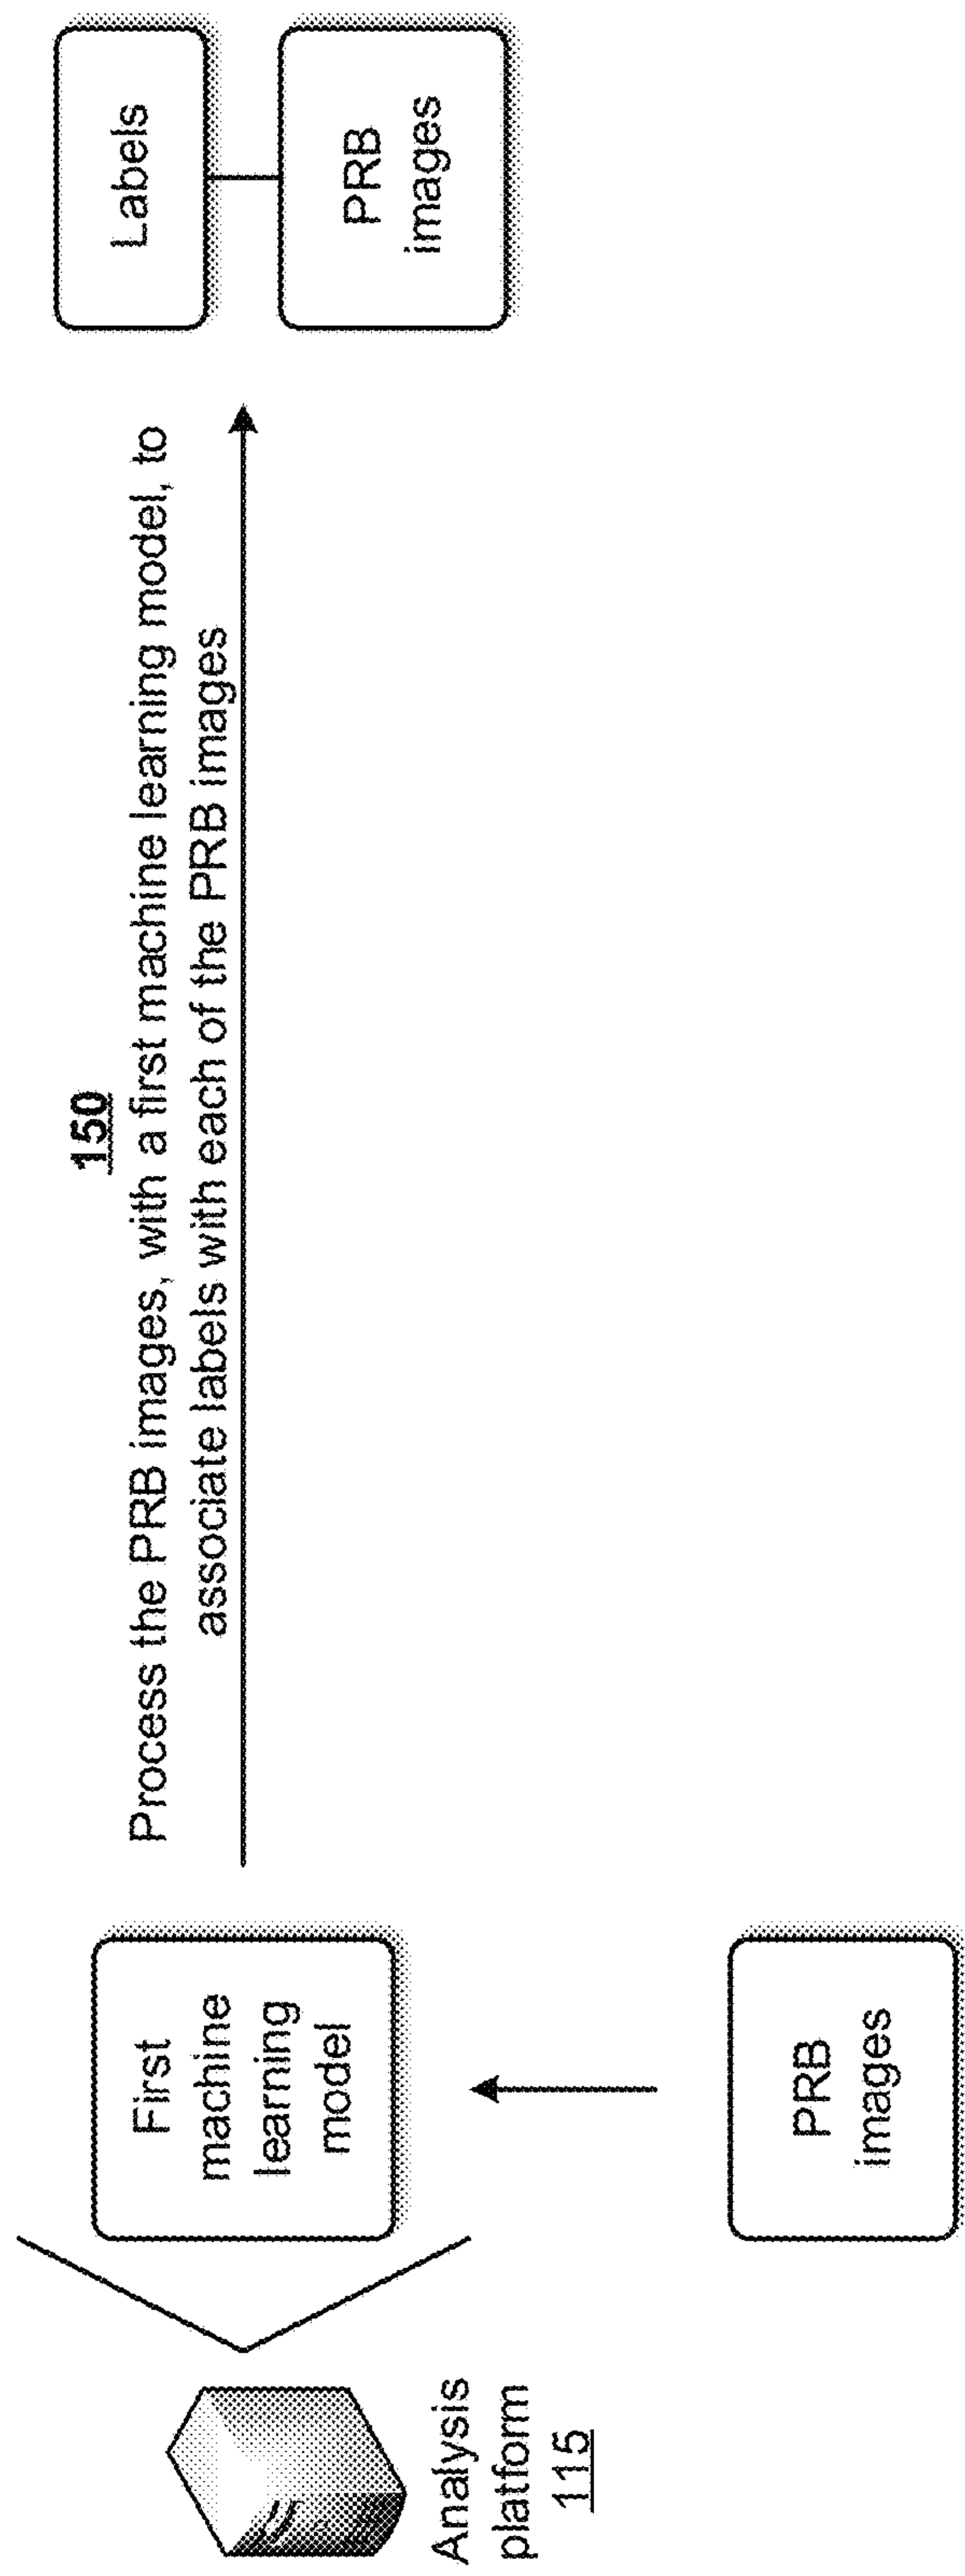 150
Process the PRB images, with a first machine learning model, to
associate labels with each of the PRB images
Analysis
platform
115
First
machine
learning
model
PRB
images
Labels
PRB
images